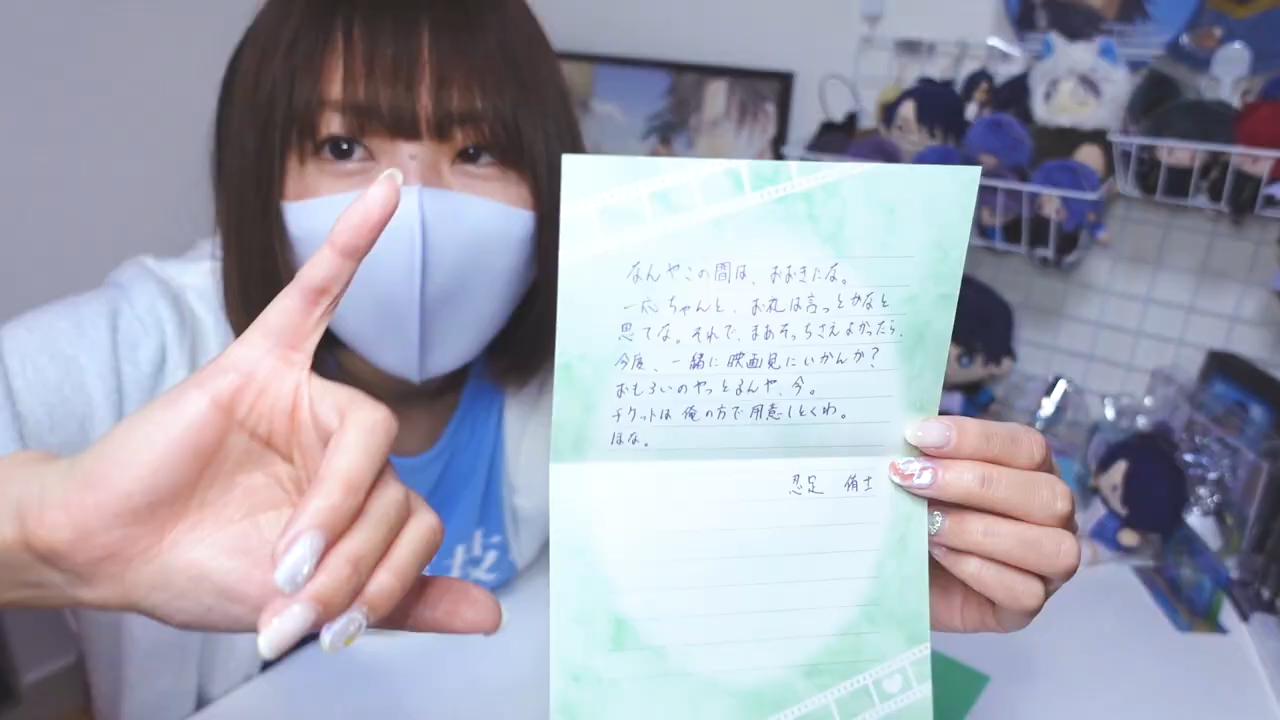 なんやこの間は、おおきにな。
一応ちゃんと、お礼は言っとかなと
思てな。それで、まあそっちさえよかったら、
今度、一緒に映画見にいかんか？
おもろいのやっとるんや、今。
チケットは俺の方で用意しとくわ。
ほな。
忍足 侑士
技